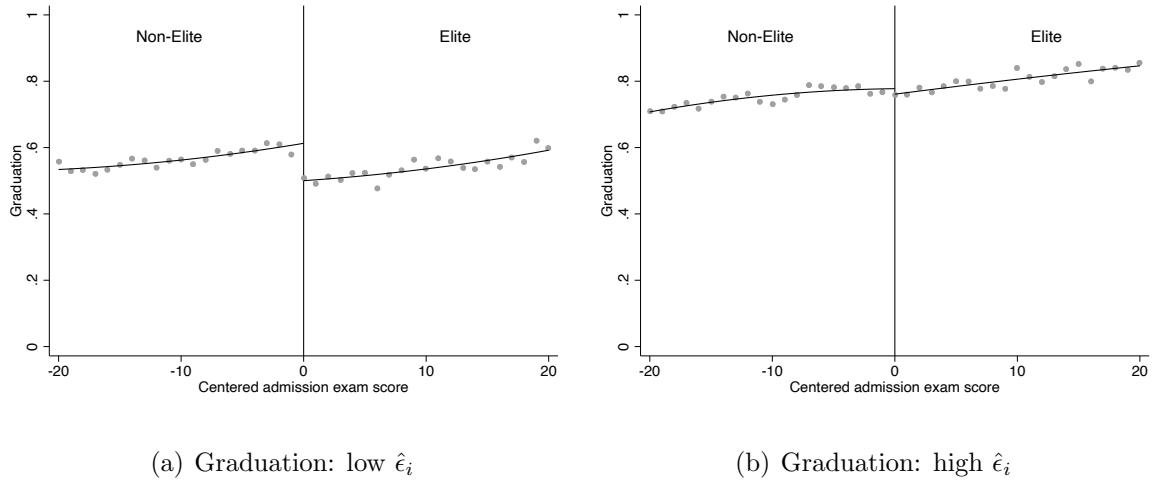 1
.8
.6
.4
.2
0
Graduation
Non-Elite
Elite
-20
-10
0
10
20
Centered admission exam score
(a) Graduation: low ε̂ᵢ
1
.8
.6
.4
.2
0
Graduation
Non-Elite
Elite
-20
-10
0
10
20
Centered admission exam score
(b) Graduation: high ε̂ᵢ